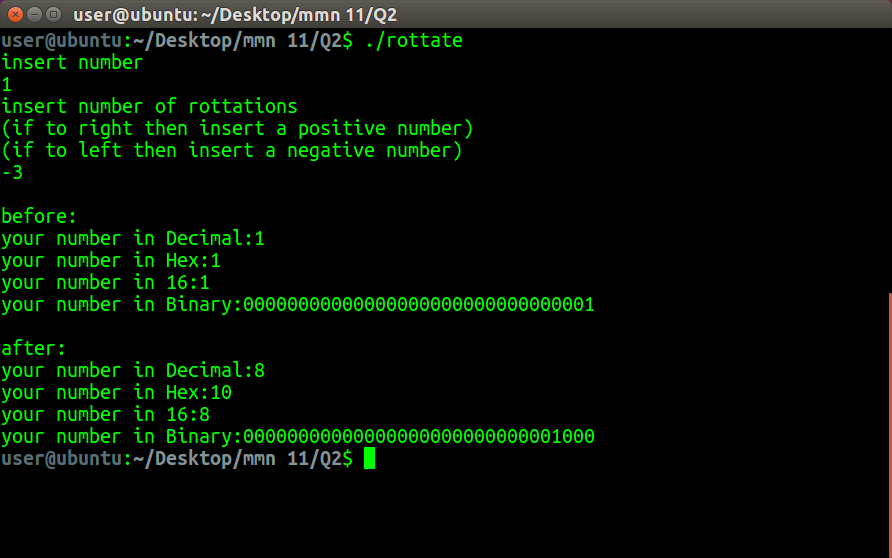 user@ubuntu: ~/Desktop/mmn 11/Q2
user@ubuntu:~/Desktop/mmn 11/Q2$ ./rottate
insert number
1
insert number of rottations
(if to right then insert a positive number)
(if to left then insert a negative number)
-3
before:
your number in Decimal:1
your number in Hex:1
your number in 16:1
your number in Binary:00000000000000000000000000000001
after:
your number in Decimal:8
your number in Hex:10
your number in 16:8
your number in Binary:00000000000000000000000000001000
user@ubuntu:~/Desktop/mmn 11/Q2$